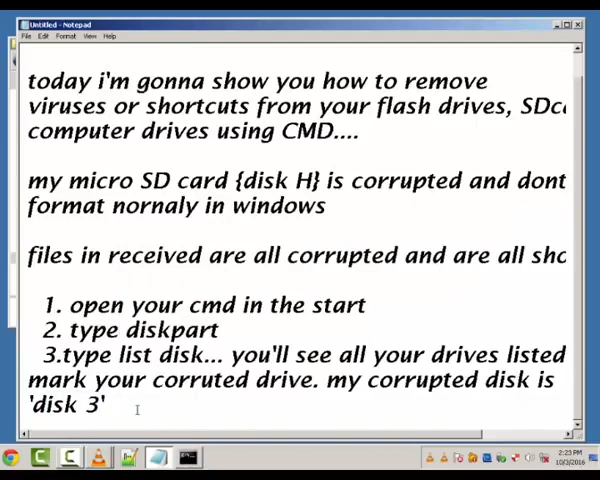 Untitled - Notepad
File Edit Format View Help
today i'm gonna show you how to remove
viruses or shortcuts from your flash drives, SDca
computer drives using CMD....
my micro SD card {disk H} is corrupted and dont
format nornaly in windows
files in received are all corrupted and are all sho
1. open your cmd in the start
2. type diskpart
3.type list disk... you'll see all your drives listed
mark your corruted drive. my corrupted disk is
'disk 3'
2:23 PM
10/3/2016